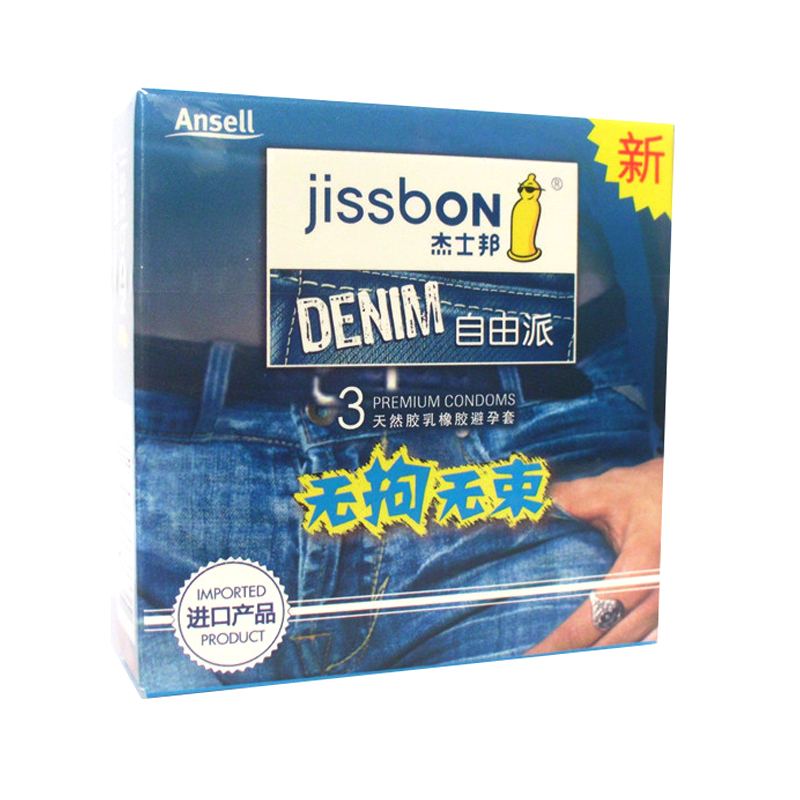 Ansell
新
jissbON®
杰士邦
DENIM 自由派
3 PREMIUM CONDOMS
天然胶乳橡胶避孕套
无拘无束
IMPORTED
进口产品
PRODUCT